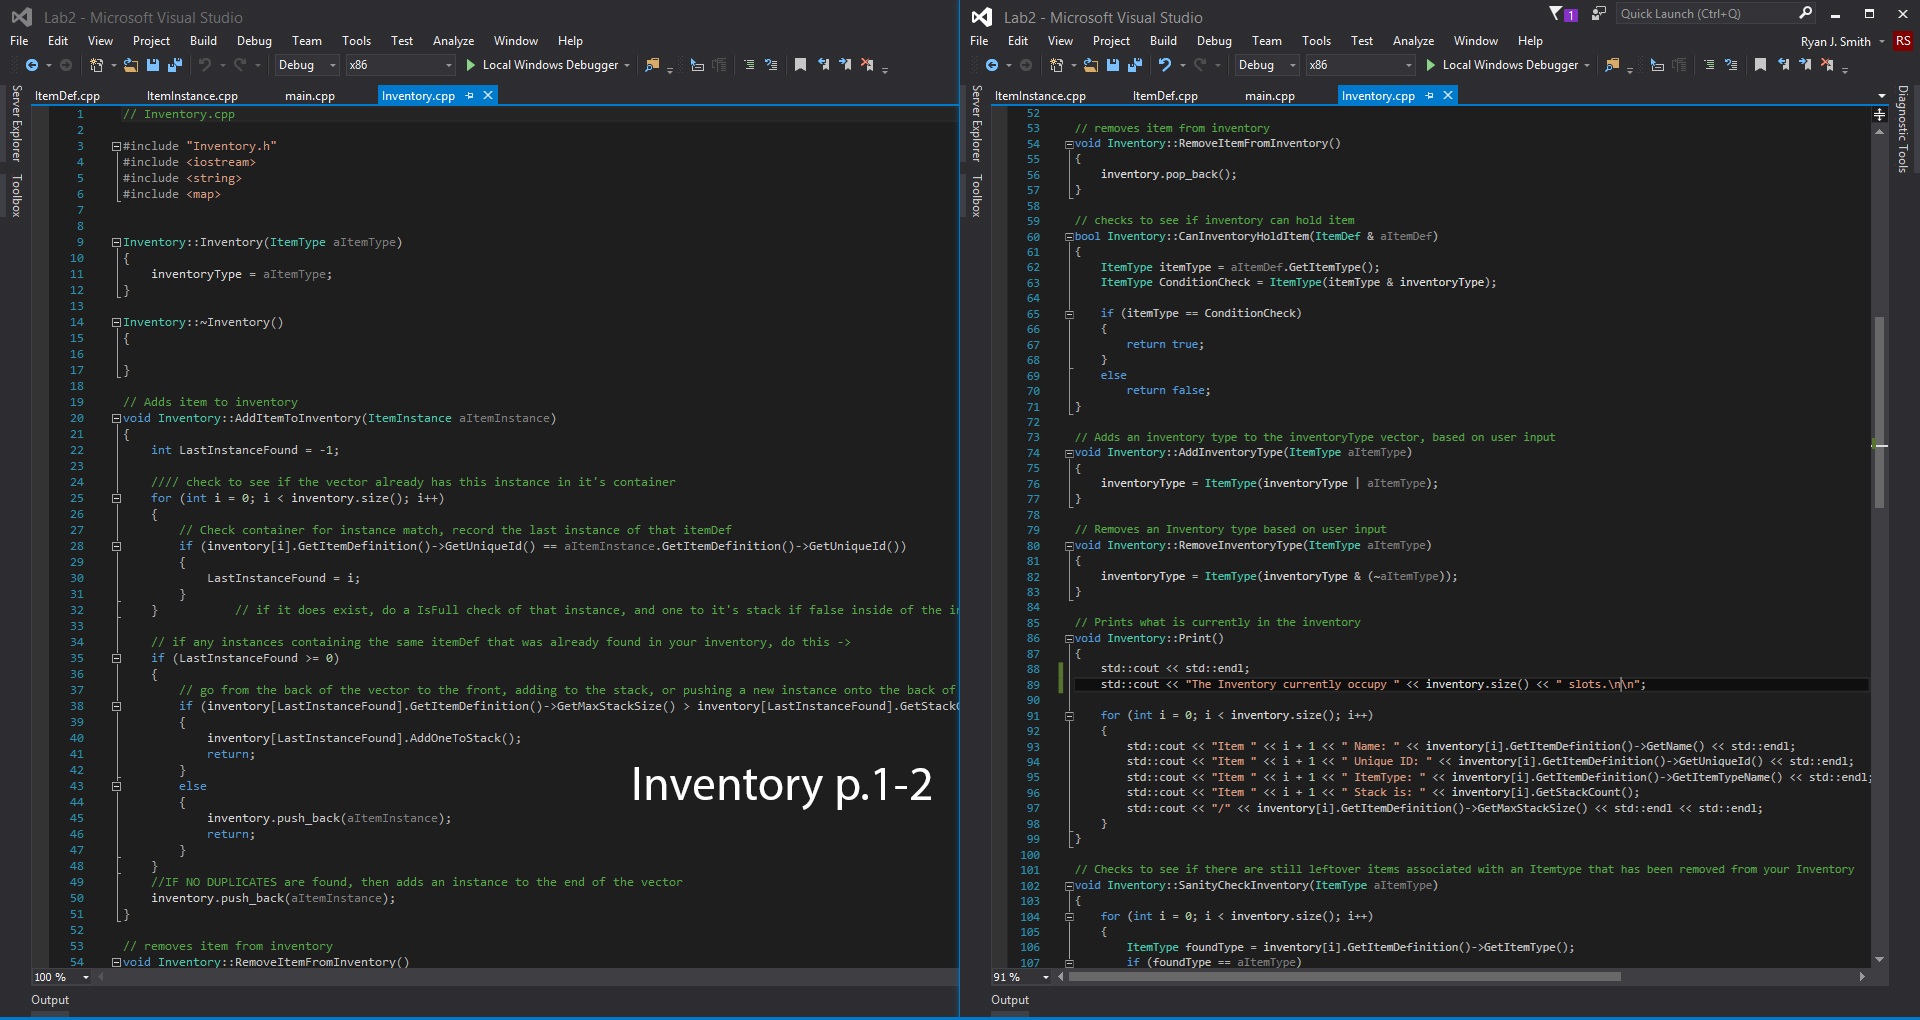 Lab2 - Microsoft Visual Studio
File Edit View Project Build Debug Team Tools Test Analyze Window Help
Debug x86 Local Windows Debugger
Server Explorer
Toolbox
ItemDef.cpp ItemInstance.cpp main.cpp Inventory.cpp
1 // Inventory.cpp
2
3 #include "Inventory.h"
4 #include <iostream>
5 #include <string>
6 #include <map>
7
8
9 Inventory::Inventory(ItemType aItemType)
10 {
11 inventoryType = aItemType;
12 }
13
14 Inventory::~Inventory()
15 {
16
17 }
18
19 // Adds item to inventory
20 void Inventory::AddItemToInventory(ItemInstance aItemInstance)
21 {
22 int LastInstanceFound = -1;
23
24 //// check to see if the vector already has this instance in it's container
25 for (int i = 0; i < inventory.size(); i++)
26 {
27 // Check container for instance match, record the last instance of that itemDef
28 if (inventory[i].GetItemDefinition()->GetUniqueId() == aItemInstance.GetItemDefinition()->GetUniqueId())
29 {
30 LastInstanceFound = i;
31 }
32 } // if it does exist, do a IsFull check of that instance, and one to it's stack if false inside of the in
33
34 // if any instances containing the same itemDef that was already found in your inventory, do this ->
35 if (LastInstanceFound >= 0)
36 {
37 // go from the back of the vector to the front, adding to the stack, or pushing a new instance onto the back of
38 if (inventory[LastInstanceFound].GetItemDefinition()->GetMaxStackSize() > inventory[LastInstanceFound].GetStackC
39 {
40 inventory[LastInstanceFound].AddOneToStack();
41 return;
42 }
43 else
44 {
45 inventory.push_back(aItemInstance);
46 return;
47 }
48 }
49 //IF NO DUPLICATES are found, then adds an instance to the end of the vector
50 inventory.push_back(aItemInstance);
51 }
52
53 // removes item from inventory
54 void Inventory::RemoveItemFromInventory()
100 %
Output
Inventory p.1-2
Lab2 - Microsoft Visual Studio
1 Quick Launch (Ctrl+Q)
File Edit View Project Build Debug Team Tools Test Analyze Window Help
Ryan J. Smith RS
Debug x86 Local Windows Debugger
Server Explorer
Toolbox
Diagnostic Tools
ItemInstance.cpp ItemDef.cpp main.cpp Inventory.cpp
52
53 // removes item from inventory
54 void Inventory::RemoveItemFromInventory()
55 {
56 inventory.pop_back();
57 }
58
59 // checks to see if inventory can hold item
60 bool Inventory::CanInventoryHoldItem(ItemDef & aItemDef)
61 {
62 ItemType itemType = aItemDef.GetItemType();
63 ItemType ConditionCheck = ItemType(itemType & inventoryType);
64
65 if (itemType == ConditionCheck)
66 {
67 return true;
68 }
69 else
70 return false;
71 }
72
73 // Adds an inventory type to the inventoryType vector, based on user input
74 void Inventory::AddInventoryType(ItemType aItemType)
75 {
76 inventoryType = ItemType(inventoryType | aItemType);
77 }
78
79 // Removes an Inventory type based on user input
80 void Inventory::RemoveInventoryType(ItemType aItemType)
81 {
82 inventoryType = ItemType(inventoryType & (~aItemType));
83 }
84
85 // Prints what is currently in the inventory
86 void Inventory::Print()
87 {
88 std::cout << std::endl;
89 std::cout << "The Inventory currently occupy " << inventory.size() << " slots.\n\n";
90
91 for (int i = 0; i < inventory.size(); i++)
92 {
93 std::cout << "Item " << i + 1 << " Name: " << inventory[i].GetItemDefinition()->GetName() << std::endl;
94 std::cout << "Item " << i + 1 << " Unique ID: " << inventory[i].GetItemDefinition()->GetUniqueId() << std::endl;
95 std::cout << "Item " << i + 1 << " ItemType: " << inventory[i].GetItemDefinition()->GetItemTypeName() << std::endl;
96 std::cout << "Item " << i + 1 << " Stack is: " << inventory[i].GetStackCount();
97 std::cout << "/" << inventory[i].GetItemDefinition()->GetMaxStackSize() << std::endl << std::endl;
98 }
99 }
100
101 // Checks to see if there are still leftover items associated with an Itemtype that has been removed from your Inventory
102 void Inventory::SanityCheckInventory(ItemType aItemType)
103 {
104 for (int i = 0; i < inventory.size(); i++)
105 {
106 ItemType foundType = inventory[i].GetItemDefinition()->GetItemType();
107 if (foundType == aItemType)
91 %
Output